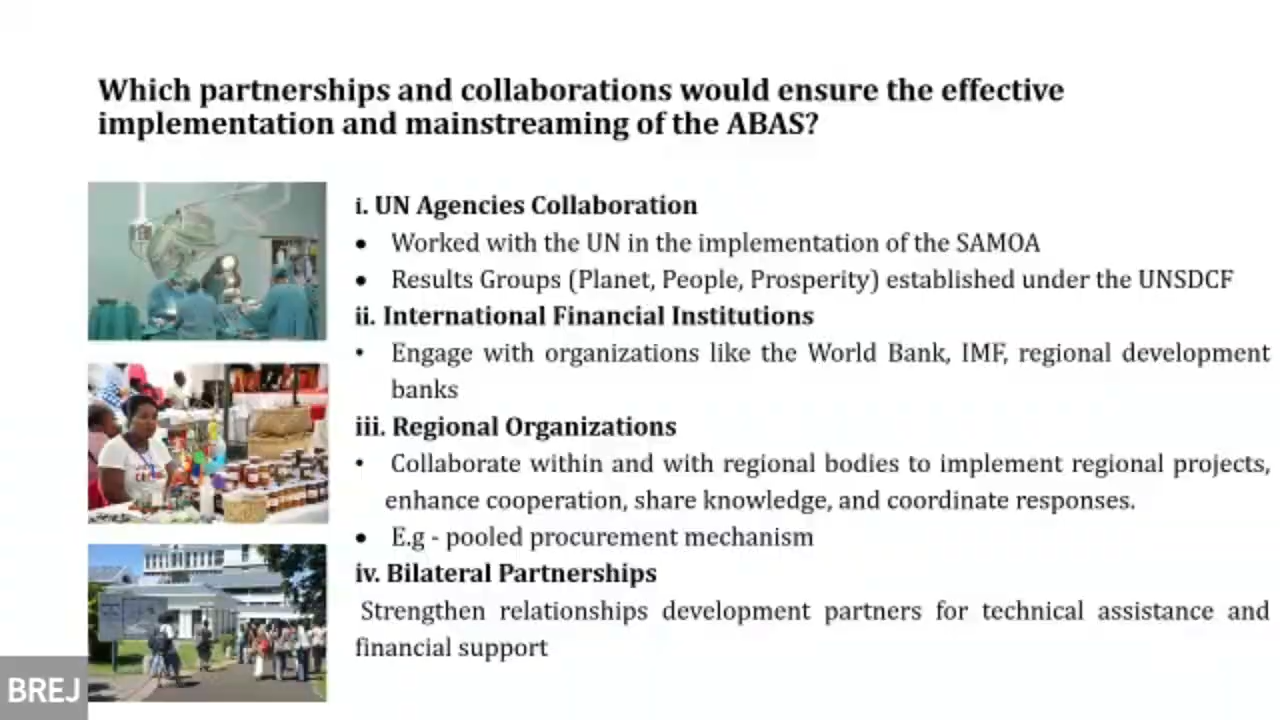 Which partnerships and collaborations would ensure the effective
implementation and mainstreaming of the ABAS?
i. UN Agencies Collaboration
• Worked with the UN in the implementation of the SAMOA
• Results Groups (Planet, People, Prosperity) established under the UNSDCF
ii. International Financial Institutions
• Engage with organizations like the World Bank, IMF, regional development
banks
iii. Regional Organizations
• Collaborate within and with regional bodies to implement regional projects,
enhance cooperation, share knowledge, and coordinate responses.
• E.g - pooled procurement mechanism
iv. Bilateral Partnerships
Strengthen relationships development partners for technical assistance and
financial support
BREJ